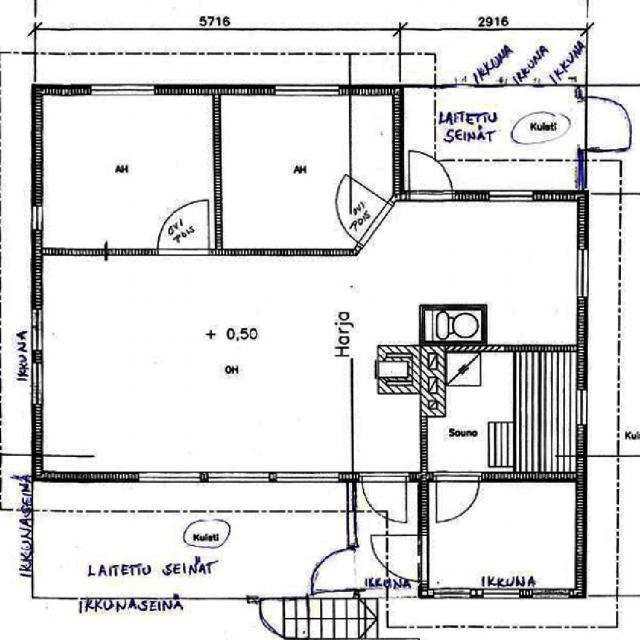 5716
2916
IKKUNA
IKKUNA
IKKUNA
LAITETTU
SEINÄT
Kuisti
AH
AH
OVI
POIS
OVI
POIS
+ 0,50
Harja
IKKUNA
OH
Sauna
Kui
IKKUNASEINÄ
Kuisti
LAITETTU SEINÄT
IKKUNA
IKKUNA
IKKUNASEINÄ